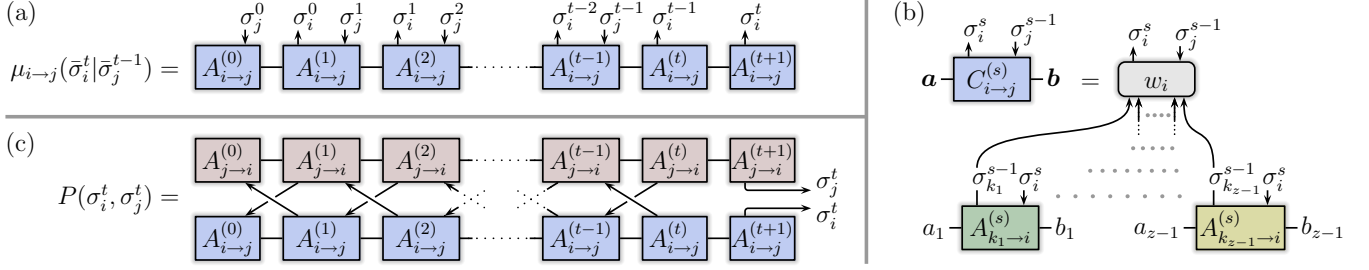 (a) σ_j^0 σ_i^0 σ_j^1 σ_i^1 σ_j^2 σ_i^{t−2} σ_j^{t−1} σ_i^{t−1} σ_i^t
μ_{i→j}(σ̄_i^t|σ̄_j^{t−1}) = A_{i→j}^{(0)} A_{i→j}^{(1)} A_{i→j}^{(2)} A_{i→j}^{(t−1)} A_{i→j}^{(t)} A_{i→j}^{(t+1)}
(c) A_{j→i}^{(0)} A_{j→i}^{(1)} A_{j→i}^{(2)} A_{j→i}^{(t−1)} A_{j→i}^{(t)} A_{j→i}^{(t+1)}
P(σ_i^t, σ_j^t) = σ_j^t
σ_i^t
A_{i→j}^{(0)} A_{i→j}^{(1)} A_{i→j}^{(2)} A_{i→j}^{(t−1)} A_{i→j}^{(t)} A_{i→j}^{(t+1)}
(b) σ_i^s σ_j^{s−1} σ_i^s σ_j^{s−1}
a C_{i→j}^{(s)} b = w_i
σ_{k_1}^{s−1} σ_i^s σ_{k_{z−1}}^{s−1} σ_i^s
a_1 A_{k_1→i}^{(s)} b_1 a_{z−1} A_{k_{z−1}→i}^{(s)} b_{z−1}